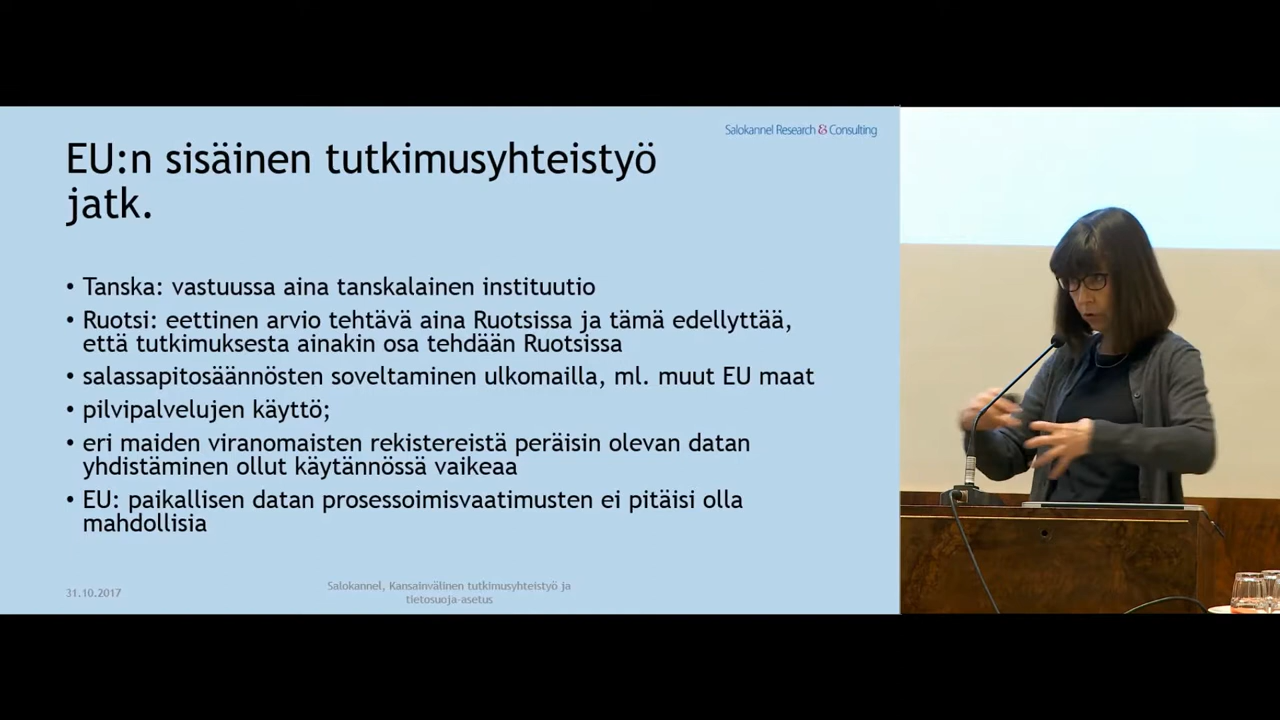 Salokannel Research & Consulting
EU:n sisäinen tutkimusyhteistyö
jatk.
• Tanska: vastuussa aina tanskalainen instituutio
• Ruotsi: eettinen arvio tehtävä aina Ruotsissa ja tämä edellyttää,
että tutkimuksesta ainakin osa tehdään Ruotsissa
• salassapitosäännösten soveltaminen ulkomailla, ml. muut EU maat
• pilvipalvelujen käyttö;
• eri maiden viranomaisten rekistereistä peräisin olevan datan
yhdistäminen ollut käytännössä vaikeaa
• EU: paikallisen datan prosessoimisvaatimusten ei pitäisi olla
mahdollisia
31.10.2017
Salokannel, Kansainvälinen tutkimusyhteistyö ja
tietosuoja-asetus